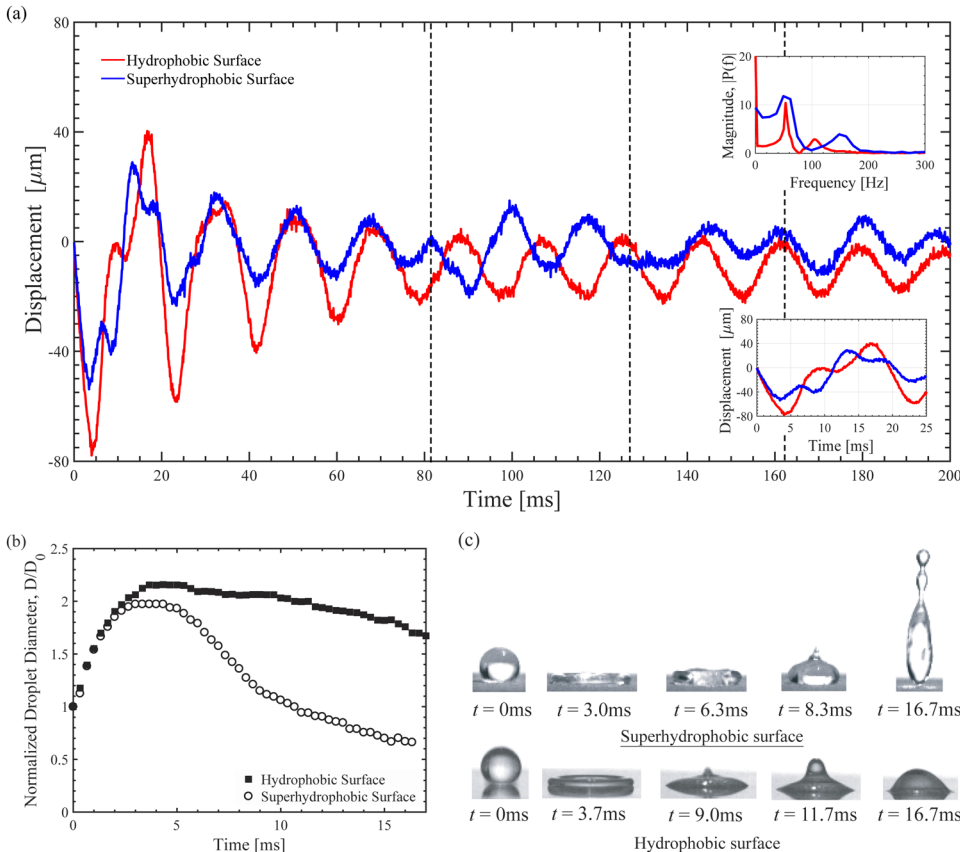 (a)
80
40
0
-40
-80
Displacement [μm]
Hydrophobic Surface
Superhydrophobic Surface
0 20 40 60 80 100 120 140 160 180 200
Time [ms]
20
10
0
Magnitude, |P(f)|
0 100 200 300
Frequency [Hz]
80
40
0
-40
-80
Displacement [μm]
0 5 10 15 20 25
Time [ms]
(b)
2.5
2
1.5
1
0.5
0
Normalized Droplet Diameter, D/D0
Hydrophobic Surface
Superhydrophobic Surface
0 5 10 15
Time [ms]
(c)
t = 0ms t = 3.0ms t = 6.3ms t = 8.3ms t = 16.7ms
Superhydrophobic surface
t = 0ms t = 3.7ms t = 9.0ms t = 11.7ms t = 16.7ms
Hydrophobic surface